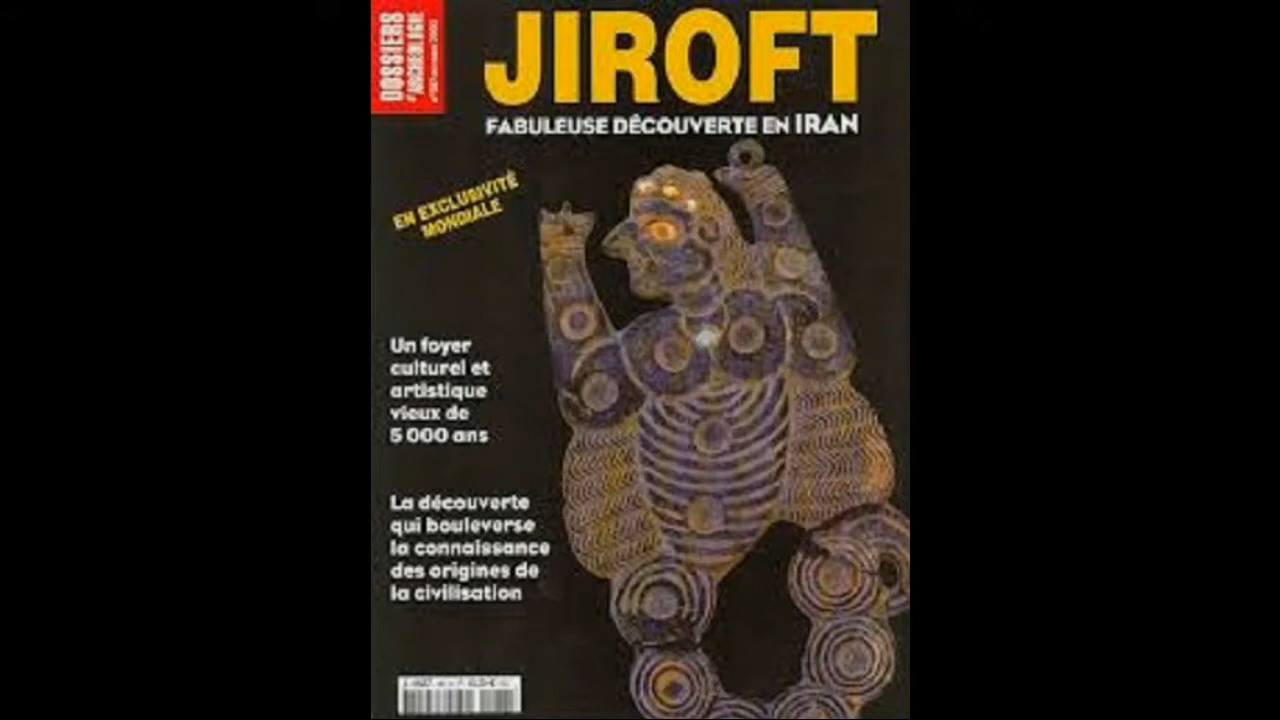 DOSSIERS
D'ARCHÉOLOGIE
JIROFT
FABULEUSE DÉCOUVERTE EN IRAN
EN EXCLUSIVITÉ
MONDIALE
Un foyer
culturel et
artistique
vieux de
5 000 ans
La découverte
qui bouleverse
la connaissance
des origines de
la civilisation